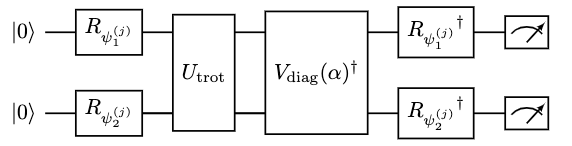 |0⟩ R_{ψ_1^{(j)}} R_{ψ_1^{(j)}}^†
U_trot V_diag(α)^†
|0⟩ R_{ψ_2^{(j)}} R_{ψ_2^{(j)}}^†